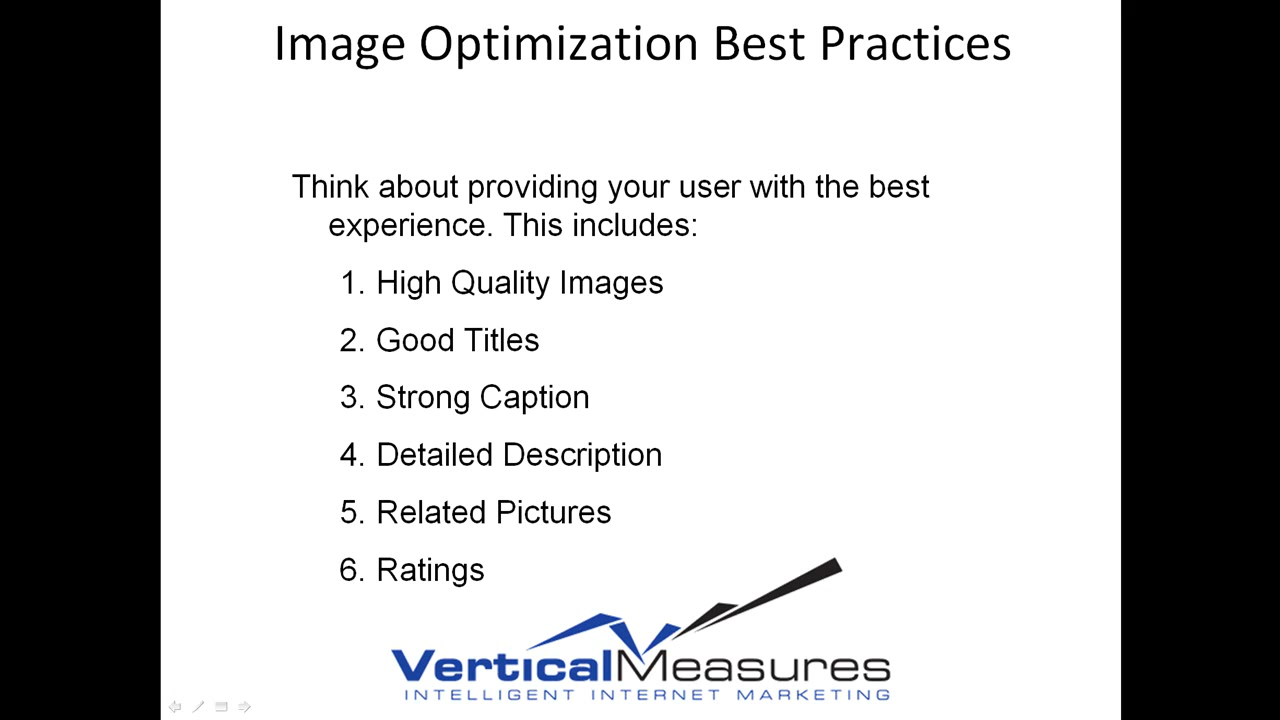 Image Optimization Best Practices
Think about providing your user with the best
experience. This includes:
1. High Quality Images
2. Good Titles
3. Strong Caption
4. Detailed Description
5. Related Pictures
6. Ratings
VerticalMeasures
INTELLIGENT INTERNET MARKETING